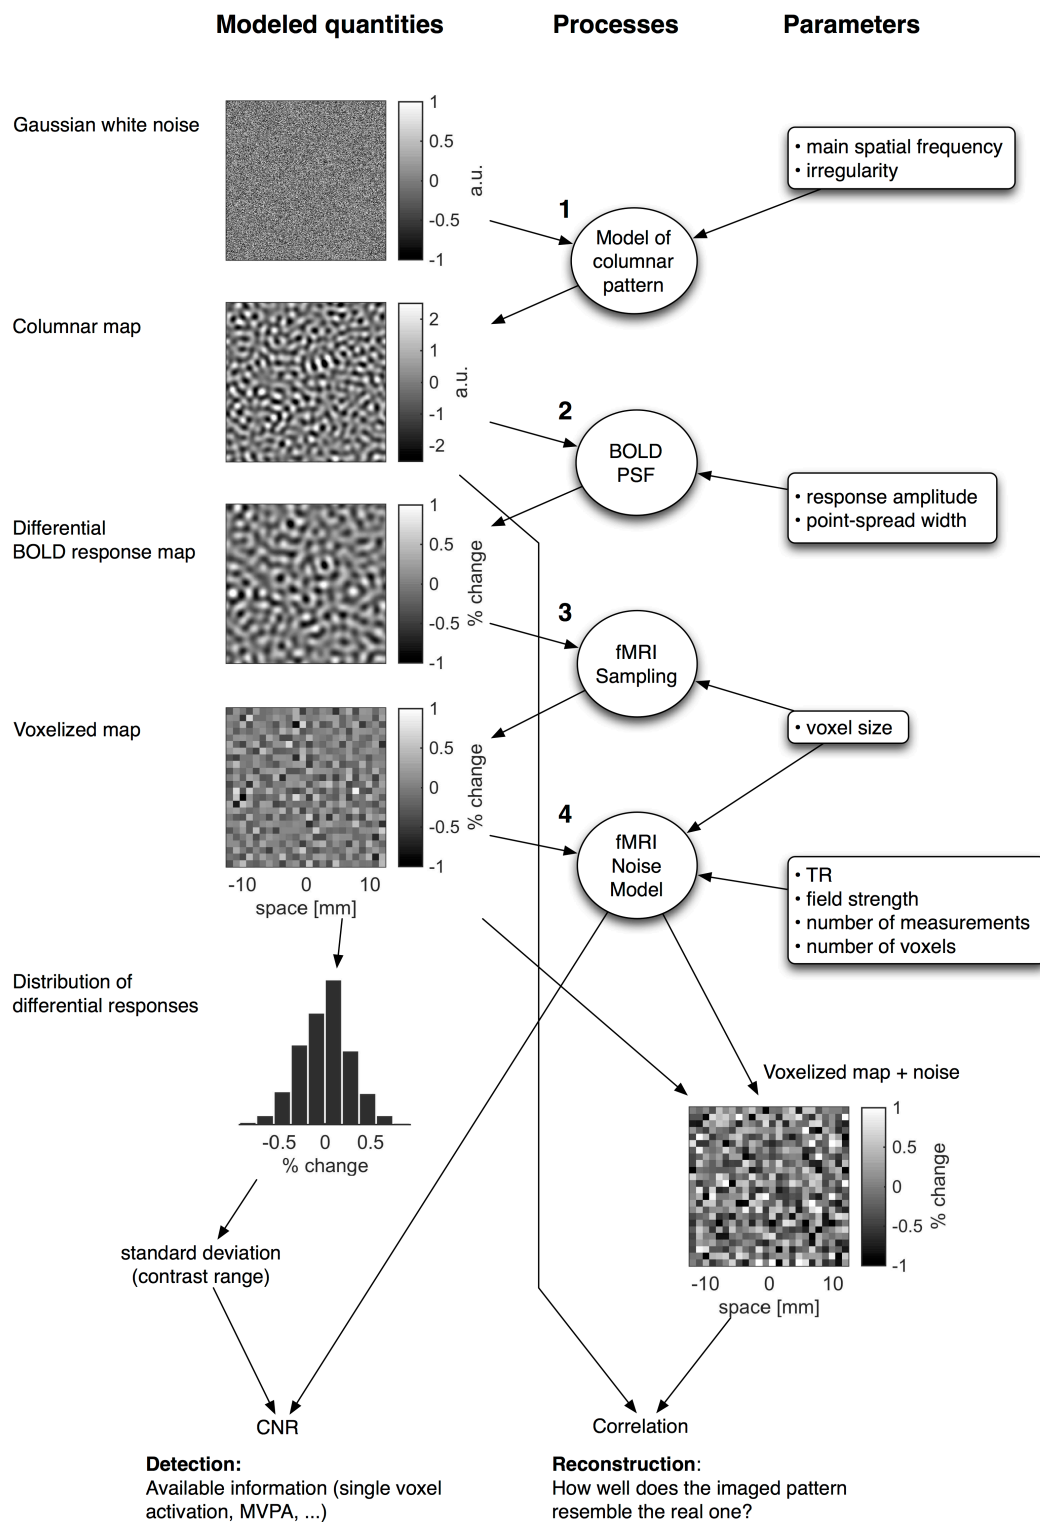 Modeled quantities
Processes
Parameters
Gaussian white noise
1
0.5
0
-0.5
-1
a.u.
• main spatial frequency
• irregularity
1
Model of
columnar
pattern
Columnar map
2
1
0
-1
-2
a.u.
2
BOLD
PSF
• response amplitude
• point-spread width
Differential
BOLD response map
1
0.5
0
-0.5
-1
% change
3
fMRI
Sampling
• voxel size
Voxelized map
1
0.5
0
-0.5
-1
% change
-10
0
10
space [mm]
4
fMRI
Noise
Model
• TR
• field strength
• number of measurements
• number of voxels
Distribution of
differential responses
-0.5
0
0.5
% change
Voxelized map + noise
1
0.5
0
-0.5
-1
% change
-10
0
10
space [mm]
standard deviation
(contrast range)
CNR
Correlation
Detection:
Available information (single voxel
activation, MVPA, ...)
Reconstruction:
How well does the imaged pattern
resemble the real one?